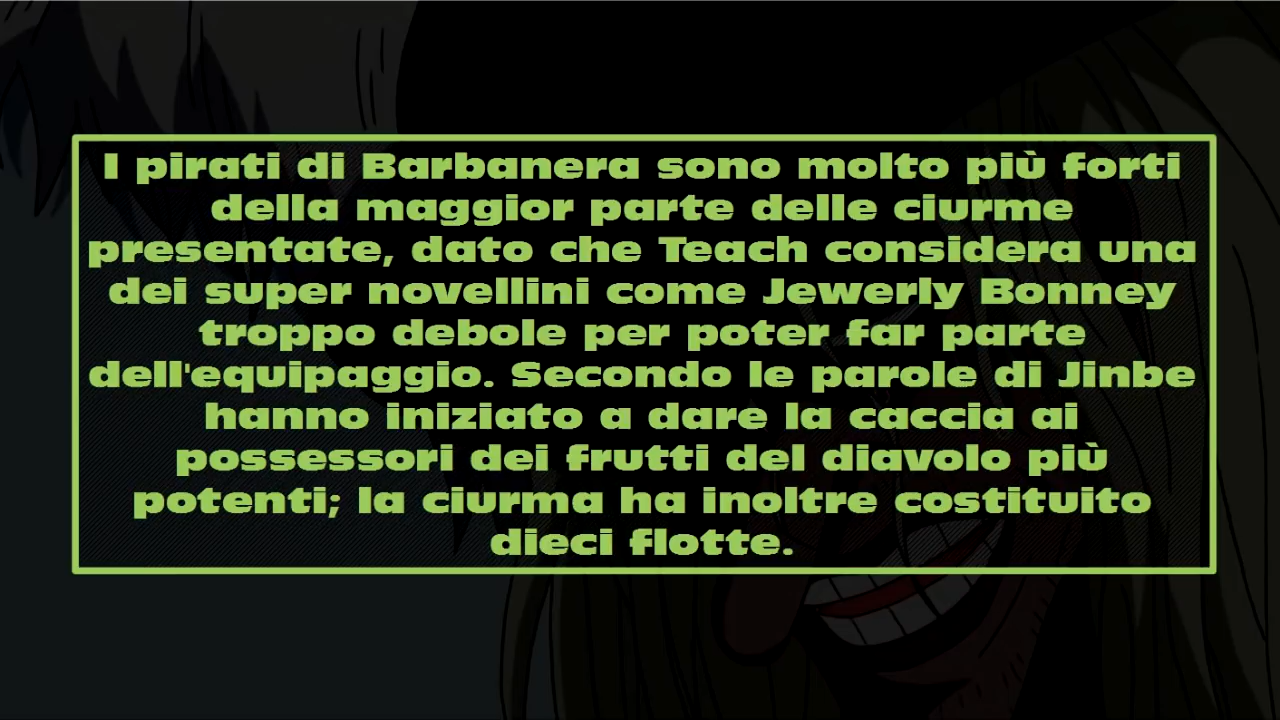 I pirati di Barbanera sono molto più forti
della maggior parte delle ciurme
presentate, dato che Teach considera una
dei super novellini come Jewerly Bonney
troppo debole per poter far parte
dell'equipaggio. Secondo le parole di Jinbe
hanno iniziato a dare la caccia ai
possessori dei frutti del diavolo più
potenti; la ciurma ha inoltre costituito
dieci flotte.